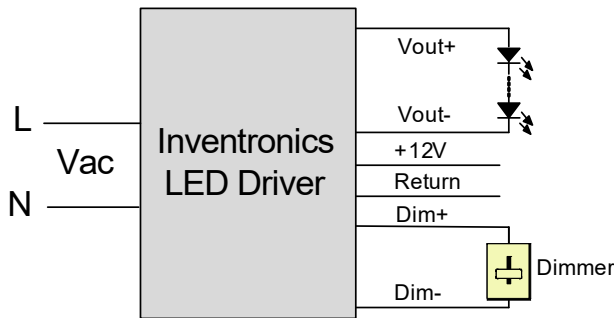 L
Vac
N
Inventronics
LED Driver
Vout+
Vout-
+12V
Return
Dim+
Dimmer
Dim-